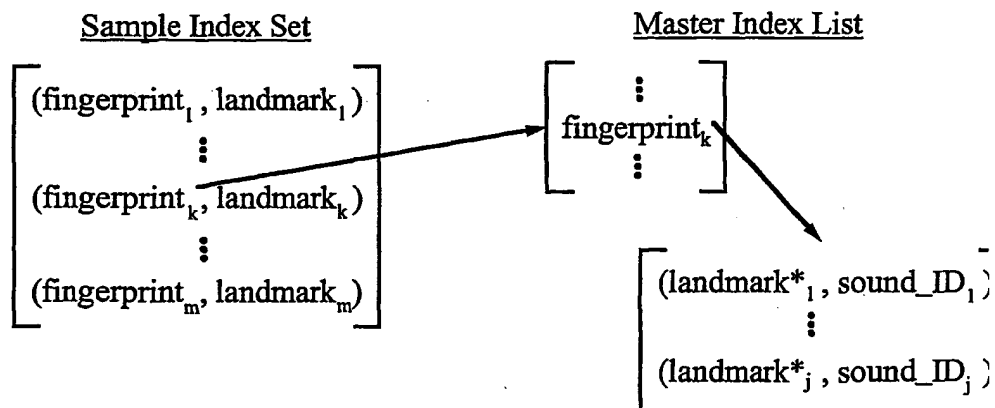 Sample Index Set
(fingerprint₁ , landmark₁)
⋮
(fingerprintₖ, landmarkₖ)
⋮
(fingerprintₘ, landmarkₘ)
Master Index List
⋮
fingerprintₖ
⋮
(landmark*₁ , sound_ID₁)
⋮
(landmark*ⱼ , sound_IDⱼ)